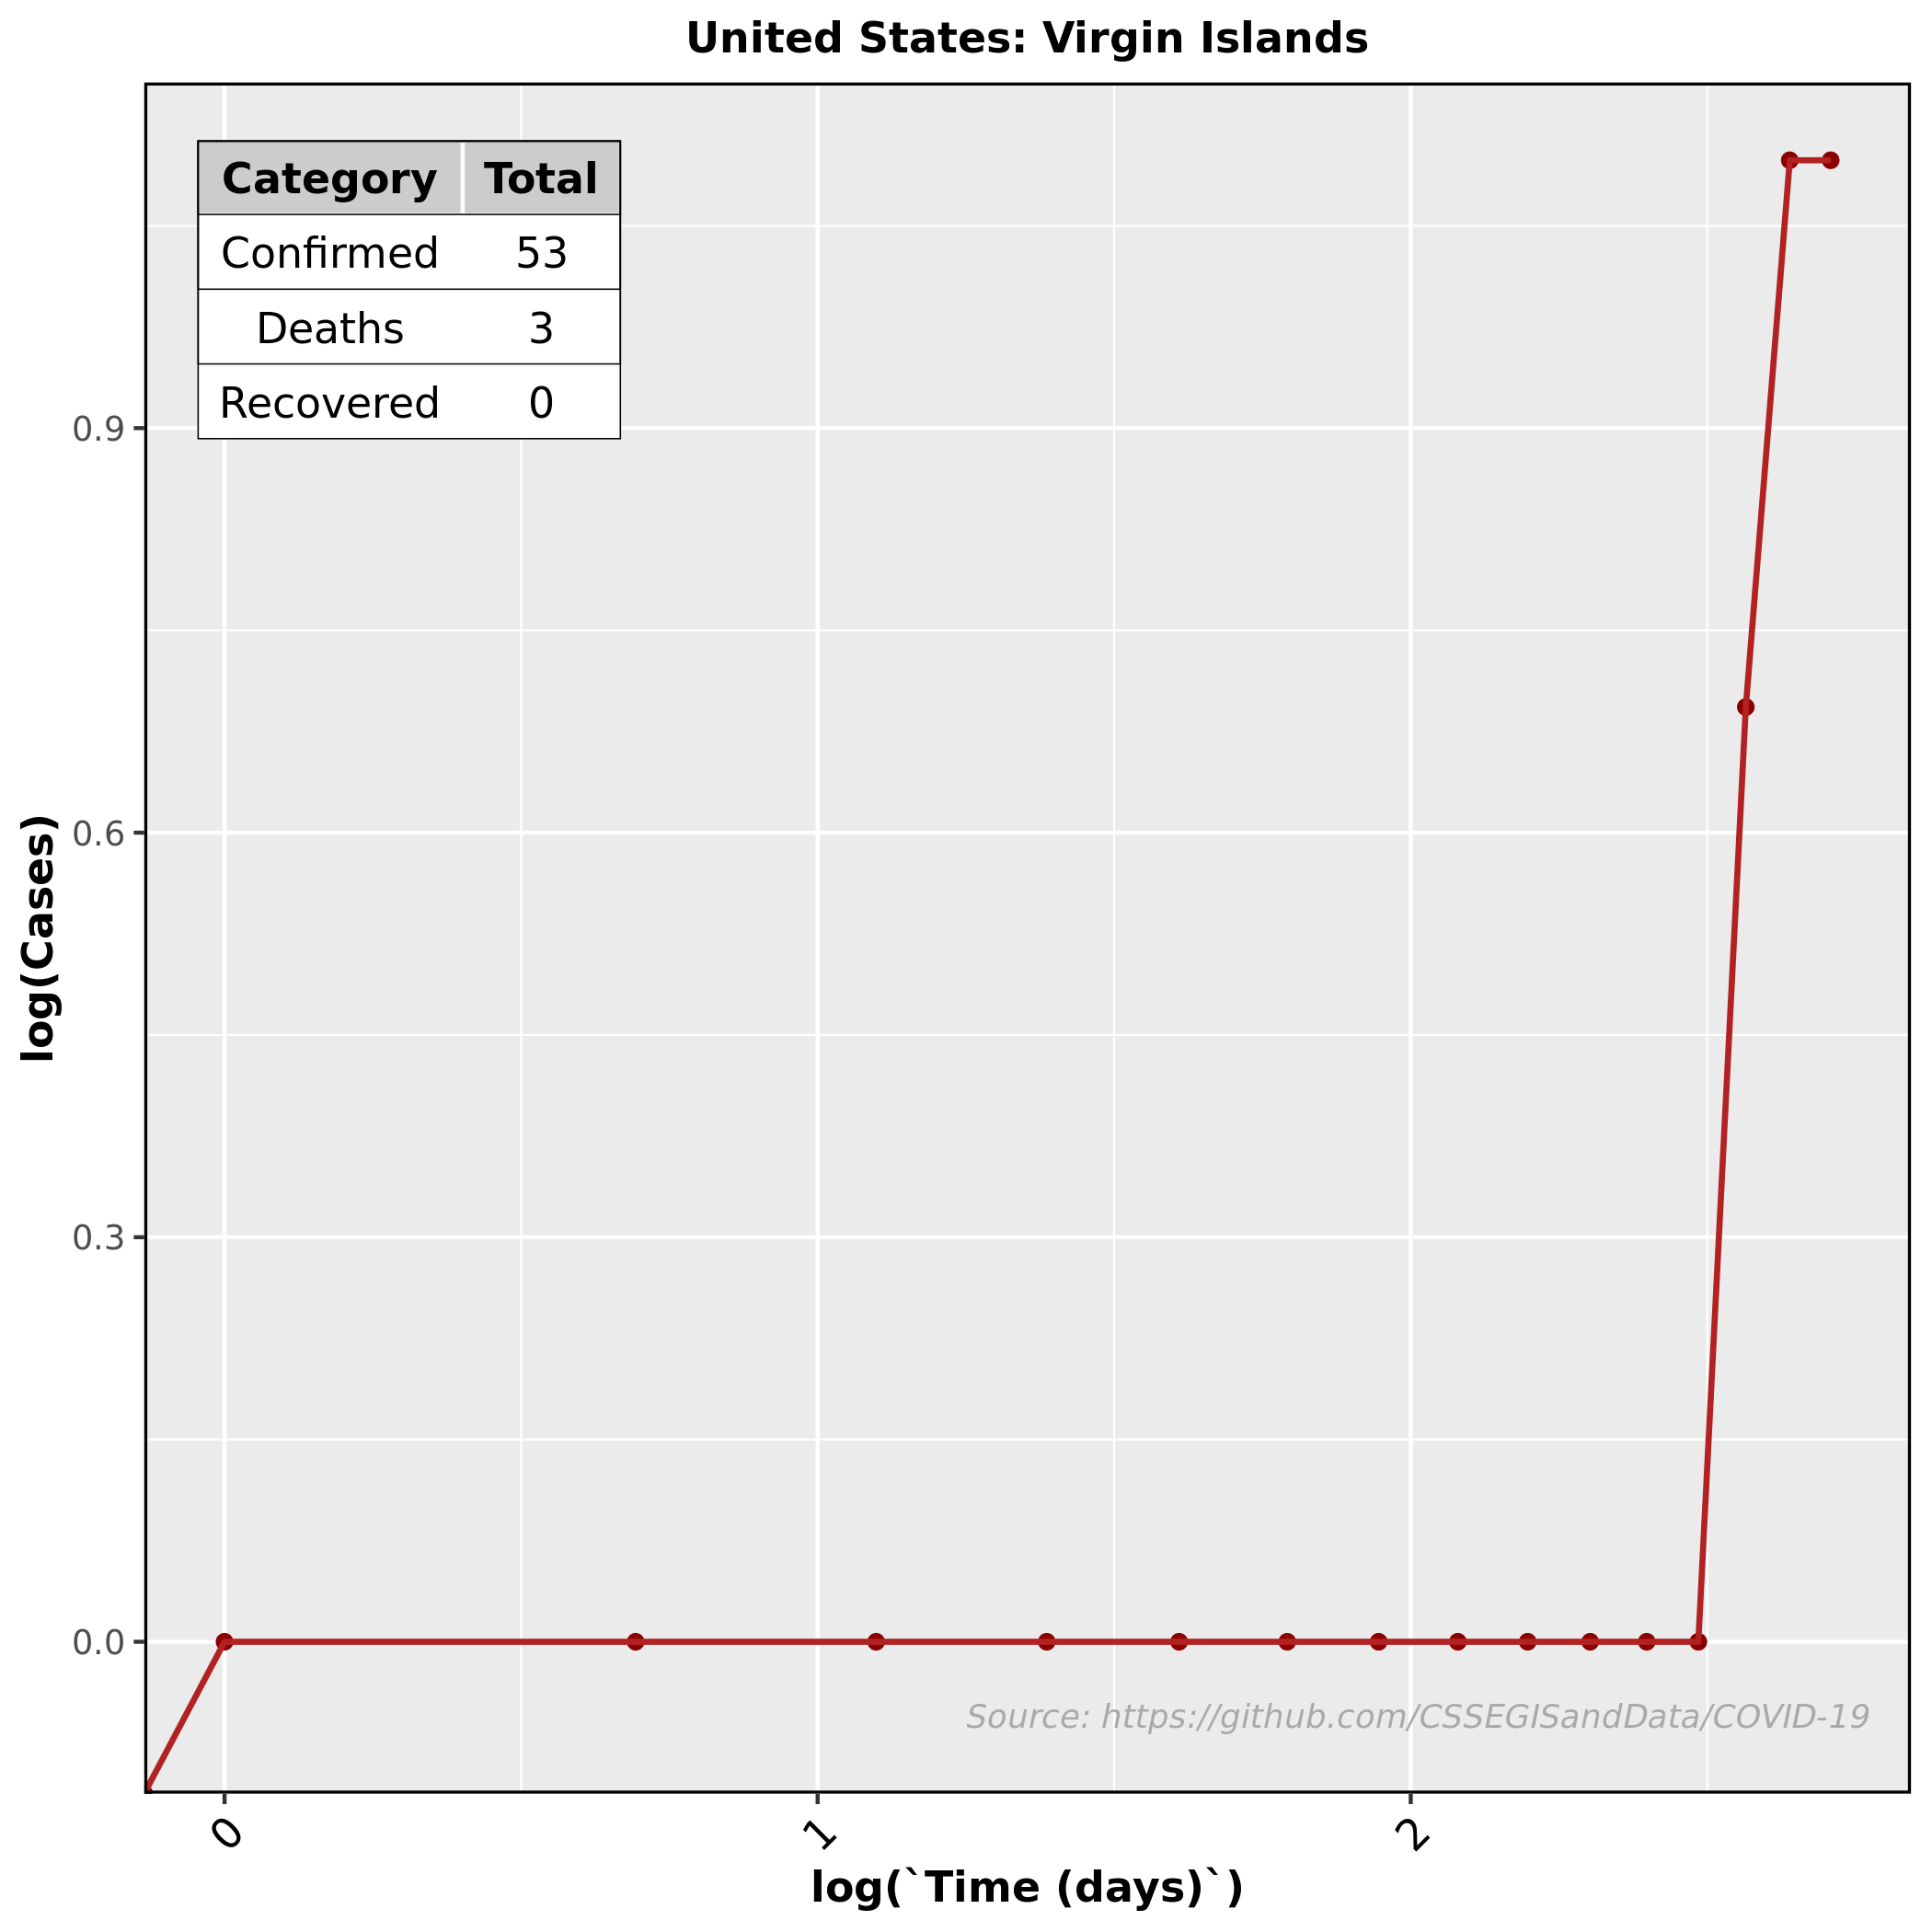 United States: Virgin Islands
Category Total
Confirmed 53
Deaths 3
Recovered 0
0.9
0.6
0.3
0.0
log(Cases)
Source: https://github.com/CSSEGISandData/COVID-19
0 1 2
log(`Time (days)`)